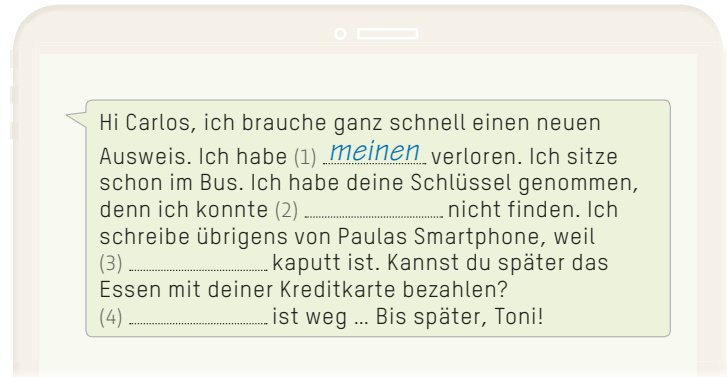 Hi Carlos, ich brauche ganz schnell einen neuen
Ausweis. Ich habe (1) meinen verloren. Ich sitze
schon im Bus. Ich habe deine Schlüssel genommen,
denn ich konnte (2) nicht finden. Ich
schreibe übrigens von Paulas Smartphone, weil
(3) kaputt ist. Kannst du später das
Essen mit deiner Kreditkarte bezahlen?
(4) ist weg ... Bis später, Toni!